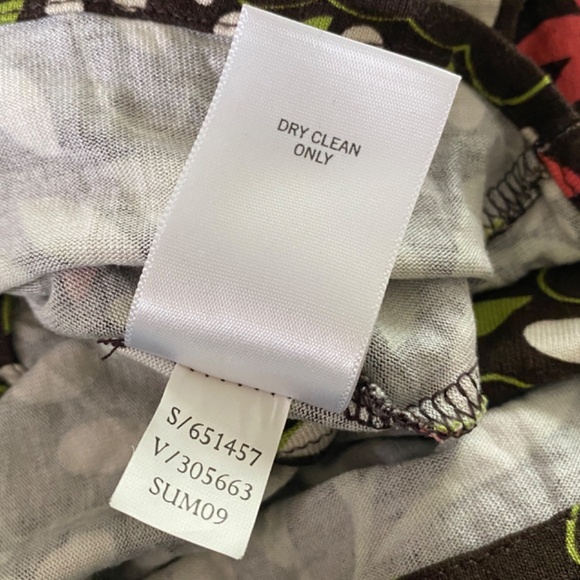 DRY CLEAN
ONLY
S/651457
V/305663
SUM09